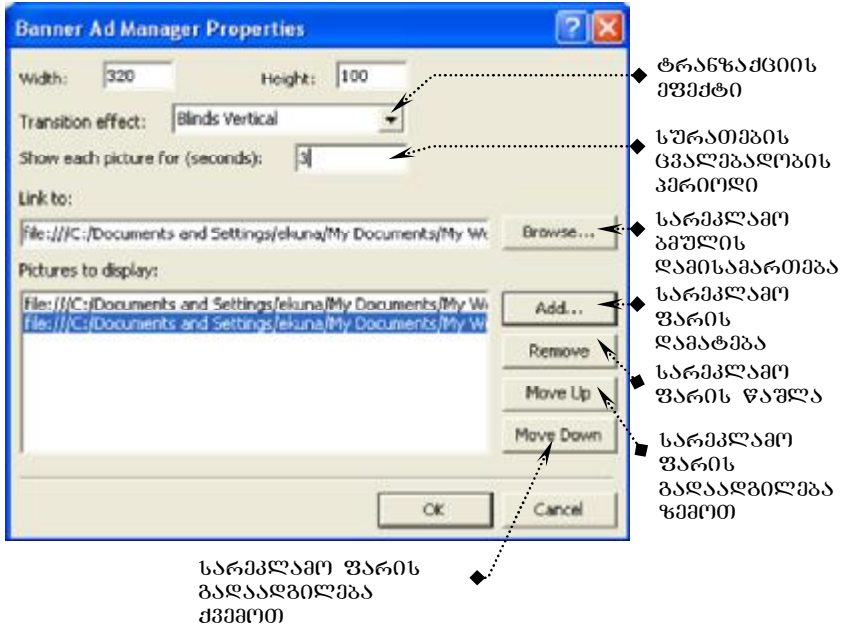 Banner Ad Manager Properties
Width: 320 Height: 100
Transition effect: Blinds Vertical
Show each picture for (seconds): 3
Link to:
file:///C:/Documents and Settings/ekuna/My Documents/My We Browse...
Pictures to display:
file:///C:/Documents and Settings/ekuna/My Documents/My We
file:///C:/Documents and Settings/ekuna/My Documents/My We
Add...
Remove
Move Up
Move Down
OK Cancel
ტრანზაქციის
ეფექტი
სურათების
ცვალებადობის
პერიოდი
სარეკლამო
ბმულის
დამისამართება
სარეკლამო
ფარის
დამატება
სარეკლამო
ფარის წაშლა
სარეკლამო
ფარის
გადაადგილება
ზემოთ
სარეკლამო ფარის
გადაადგილება
ქვემოთ